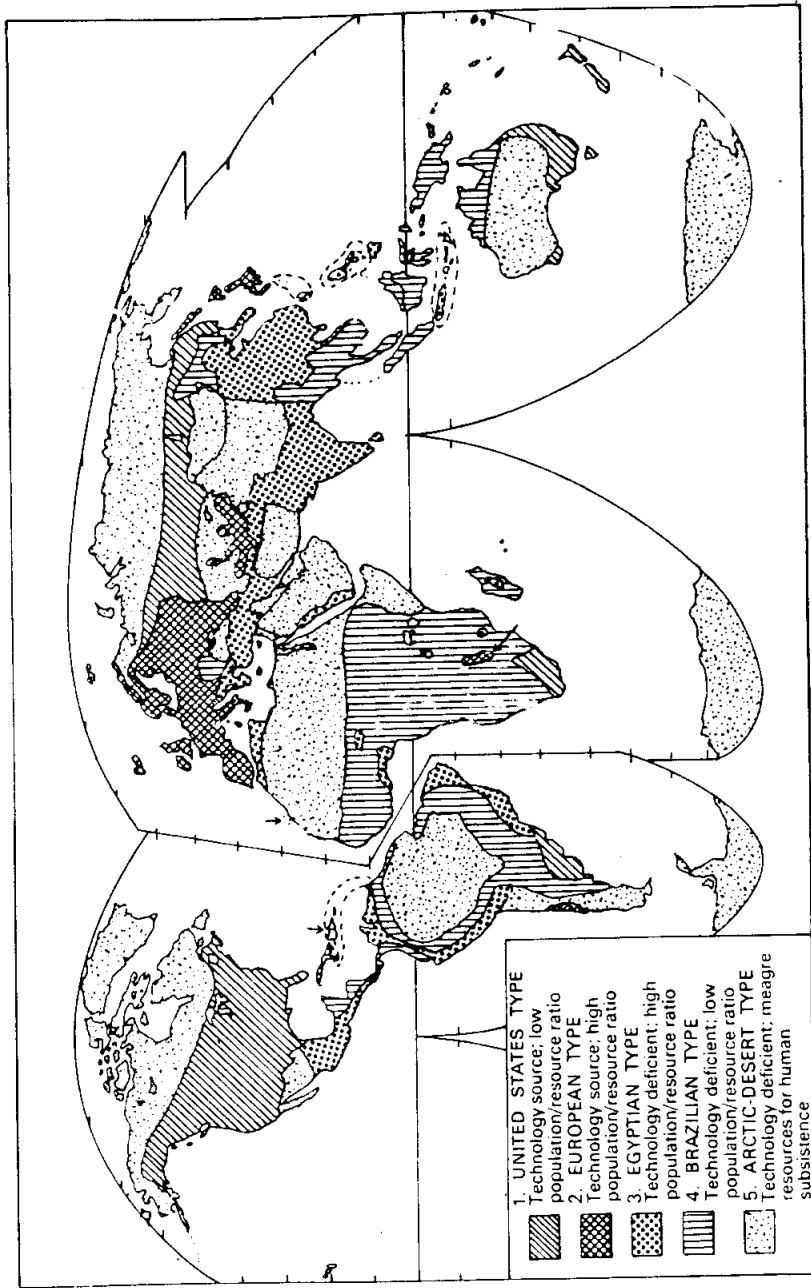 1. UNITED STATES TYPE
Technology source; low
population/resource ratio
2. EUROPEAN TYPE
Technology source; high
population/resource ratio
3. EGYPTIAN TYPE
Technology deficient; high
population/resource ratio
4. BRAZILIAN TYPE
Technology deficient; low
population/resource ratio
5. ARCTIC-DESERT TYPE
Technology deficient; meagre
resources for human
subsistence